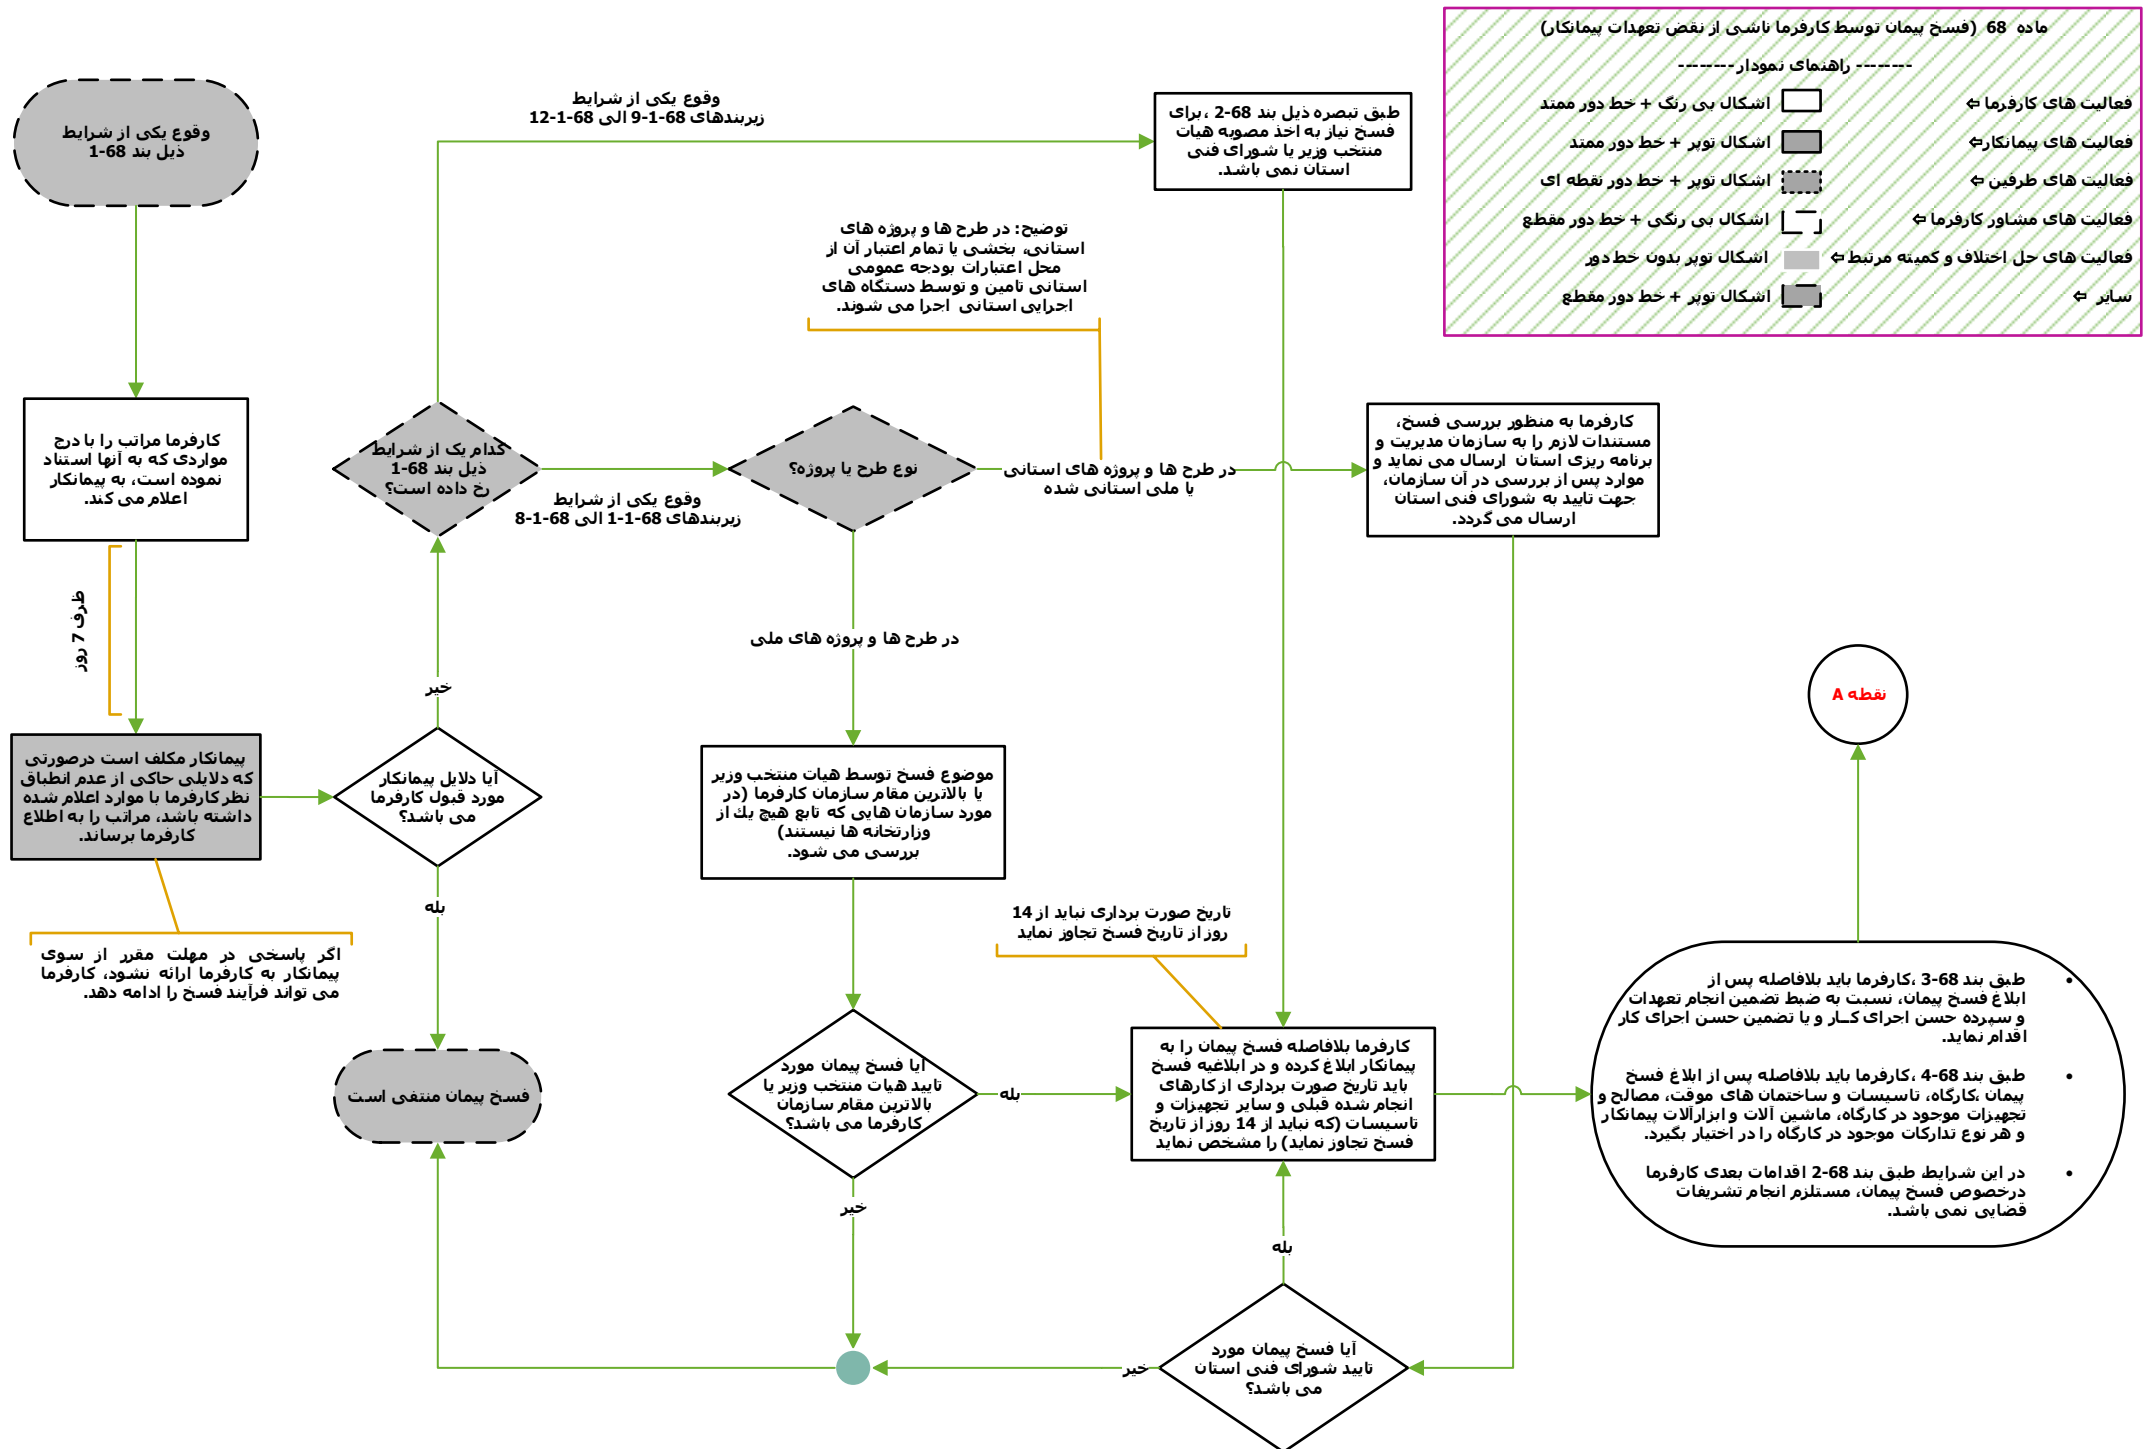 ماده 68 (فسخ پیمان توسط کارفرما ناشی از نقض تعهدات پیمانکار)
-------- راهنمای نمودار --------
فعالیت های کارفرما ⇦ اشکال بی رنگ + خط دور ممتد
فعالیت های پیمانکار⇦ اشکال توپر + خط دور ممتد
فعالیت های طرفین ⇦ اشکال توپر + خط دور نقطه ای
فعالیت های مشاور کارفرما ⇦ اشکال بی رنگی + خط دور مقطع
فعالیت های حل اختلاف و کمیته مرتبط ⇦ اشکال توپر بدون خط دور
سایر ⇦ اشکال توپر + خط دور مقطع
وقوع یکی از شرایط
ذیل بند 68-1
کارفرما مراتب را با درج
مواردی که به آنها استناد
نموده است، به پیمانکار
اعلام می کند.
ظرف 7 روز
پیمانکار مکلف است درصورتی
که دلایلی حاکی از عدم انطباق
نظر کارفرما با موارد اعلام شده
داشته باشد، مراتب را به اطلاع
کارفرما برساند.
اگر پاسخی در مهلت مقرر از سوی
پیمانکار به کارفرما ارائه نشود، کارفرما
می تواند فرآیند فسخ را ادامه دهد.
آیا دلایل پیمانکار
مورد قبول کارفرما
می باشد؟
خیر
بله
فسخ پیمان منتفی است
کدام یک از شرایط
ذیل بند 68-1
رخ داده است؟
وقوع یکی از شرایط
زیربندهای 68-1-9 الی 68-1-12
طبق تبصره ذیل بند 68-2 ،برای
فسخ نیاز به اخذ مصوبه هیات
منتخب وزیر یا شورای فنی
استان نمی باشد.
وقوع یکی از شرایط
زیربندهای 68-1-1 الی 68-1-8
نوع طرح یا پروژه؟
توضیح: در طرح ها و پروژه های
استانی، بخشی یا تمام اعتبار آن از
محل اعتبارات بودجه عمومی
استانی تامین و توسط دستگاه های
اجرایی استانی اجرا می شوند.
در طرح ها و پروژه های استانی
یا ملی استانی شده
کارفرما به منظور بررسی فسخ،
مستندات لازم را به سازمان مدیریت و
برنامه ریزی استان ارسال می نماید و
موارد پس از بررسی در آن سازمان،
جهت تایید به شورای فنی استان
ارسال می گردد.
در طرح ها و پروژه های ملی
موضوع فسخ توسط هیات منتخب وزیر
یا بالاترین مقام سازمان کارفرما (در
مورد سازمان هایی که تابع هیچ یك از
وزارتخانه ها نیستند)
بررسی می شود.
آیا فسخ پیمان مورد
تایید هیات منتخب وزیر یا
بالاترین مقام سازمان
کارفرما می باشد؟
بله
خیر
تاریخ صورت برداری نباید از 14
روز از تاریخ فسخ تجاوز نماید
کارفرما بلافاصله فسخ پیمان را به
پیمانکار ابلاغ کرده و در ابلاغیه فسخ
باید تاریخ صورت برداری از کارهای
انجام شده قبلی و سایر تجهیزات و
تاسیسات (که نباید از 14 روز از تاریخ
فسخ تجاوز نماید) را مشخص نماید
بله
آیا فسخ پیمان مورد
تایید شورای فنی استان
می باشد؟
خیر
• طبق بند 68-3 ،کارفرما باید بلافاصله پس از
ابلاغ فسخ پیمان، نسبت به ضبط تضمین انجام تعهدات
و سپرده حسن اجرای کــار و یا تضمین حسن اجرای کار
اقدام نماید.
• طبق بند 68-4 ،کارفرما باید بلافاصله پس از ابلاغ فسخ
پیمان ،کارگاه، تاسیسات و ساختمان های موقت، مصالح و
تجهیزات موجود در کارگاه، ماشین آلات و ابزارآلات پیمانکار
و هر نوع تدارکات موجود در کارگاه را در اختیار بگیرد.
• در این شرایط، طبق بند 68-2 اقدامات بعدی کارفرما
درخصوص فسخ پیمان، مستلزم انجام تشریفات
قضایی نمی باشد.
نقطه A